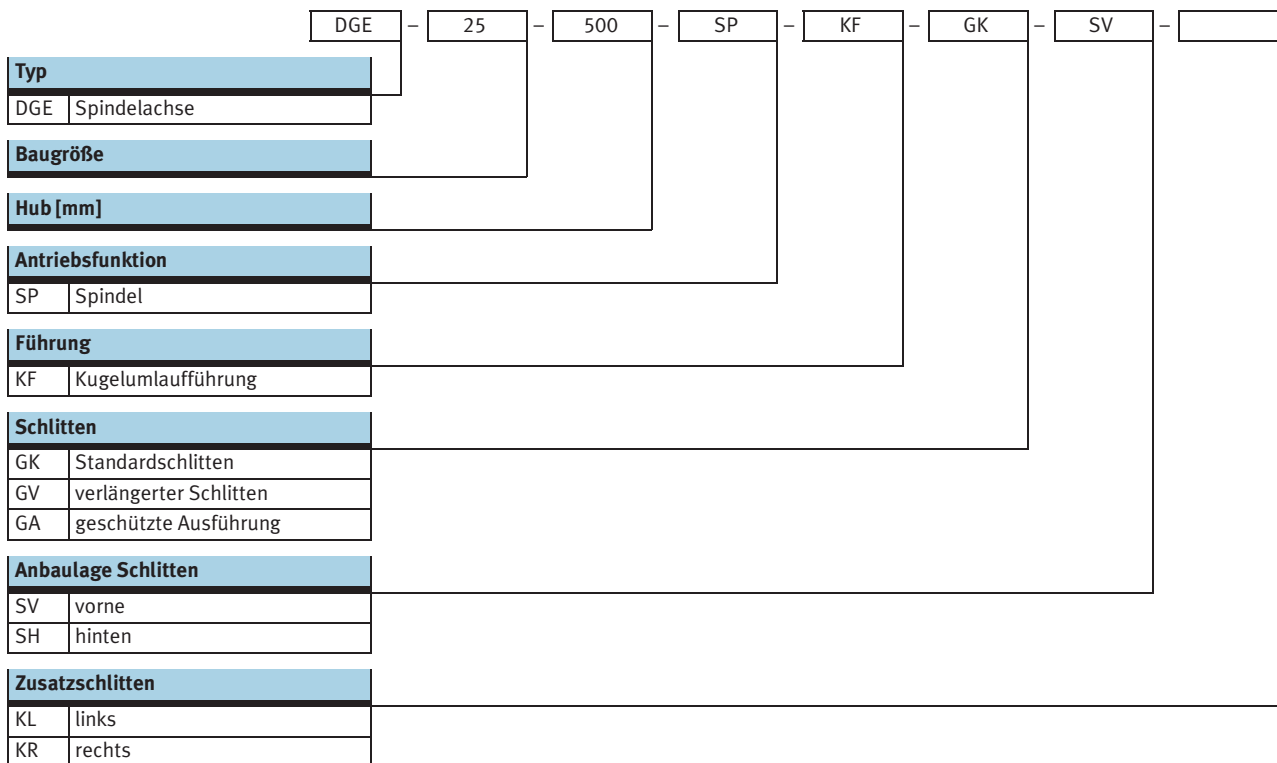 DGE – 25 – 500 – SP – KF – GK – SV –
Typ
DGE Spindelachse
Baugröße
Hub [mm]
Antriebsfunktion
SP Spindel
Führung
KF Kugelumlaufführung
Schlitten
GK Standardschlitten
GV verlängerter Schlitten
GA geschützte Ausführung
Anbaulage Schlitten
SV vorne
SH hinten
Zusatzschlitten
KL links
KR rechts